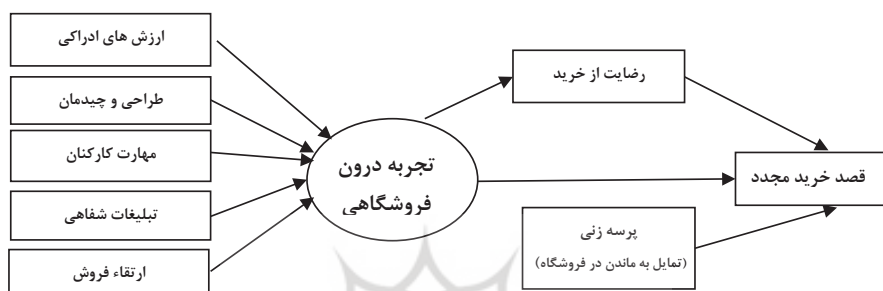 ارزش های ادراکی
طراحی و چیدمان
مهارت کارکنان
تبلیغات شفاهی
ارتقاء فروش
تجربه درون
فروشگاهی
رضایت از خرید
پرسه زنی
(تمایل به ماندن در فروشگاه)
قصد خرید مجدد